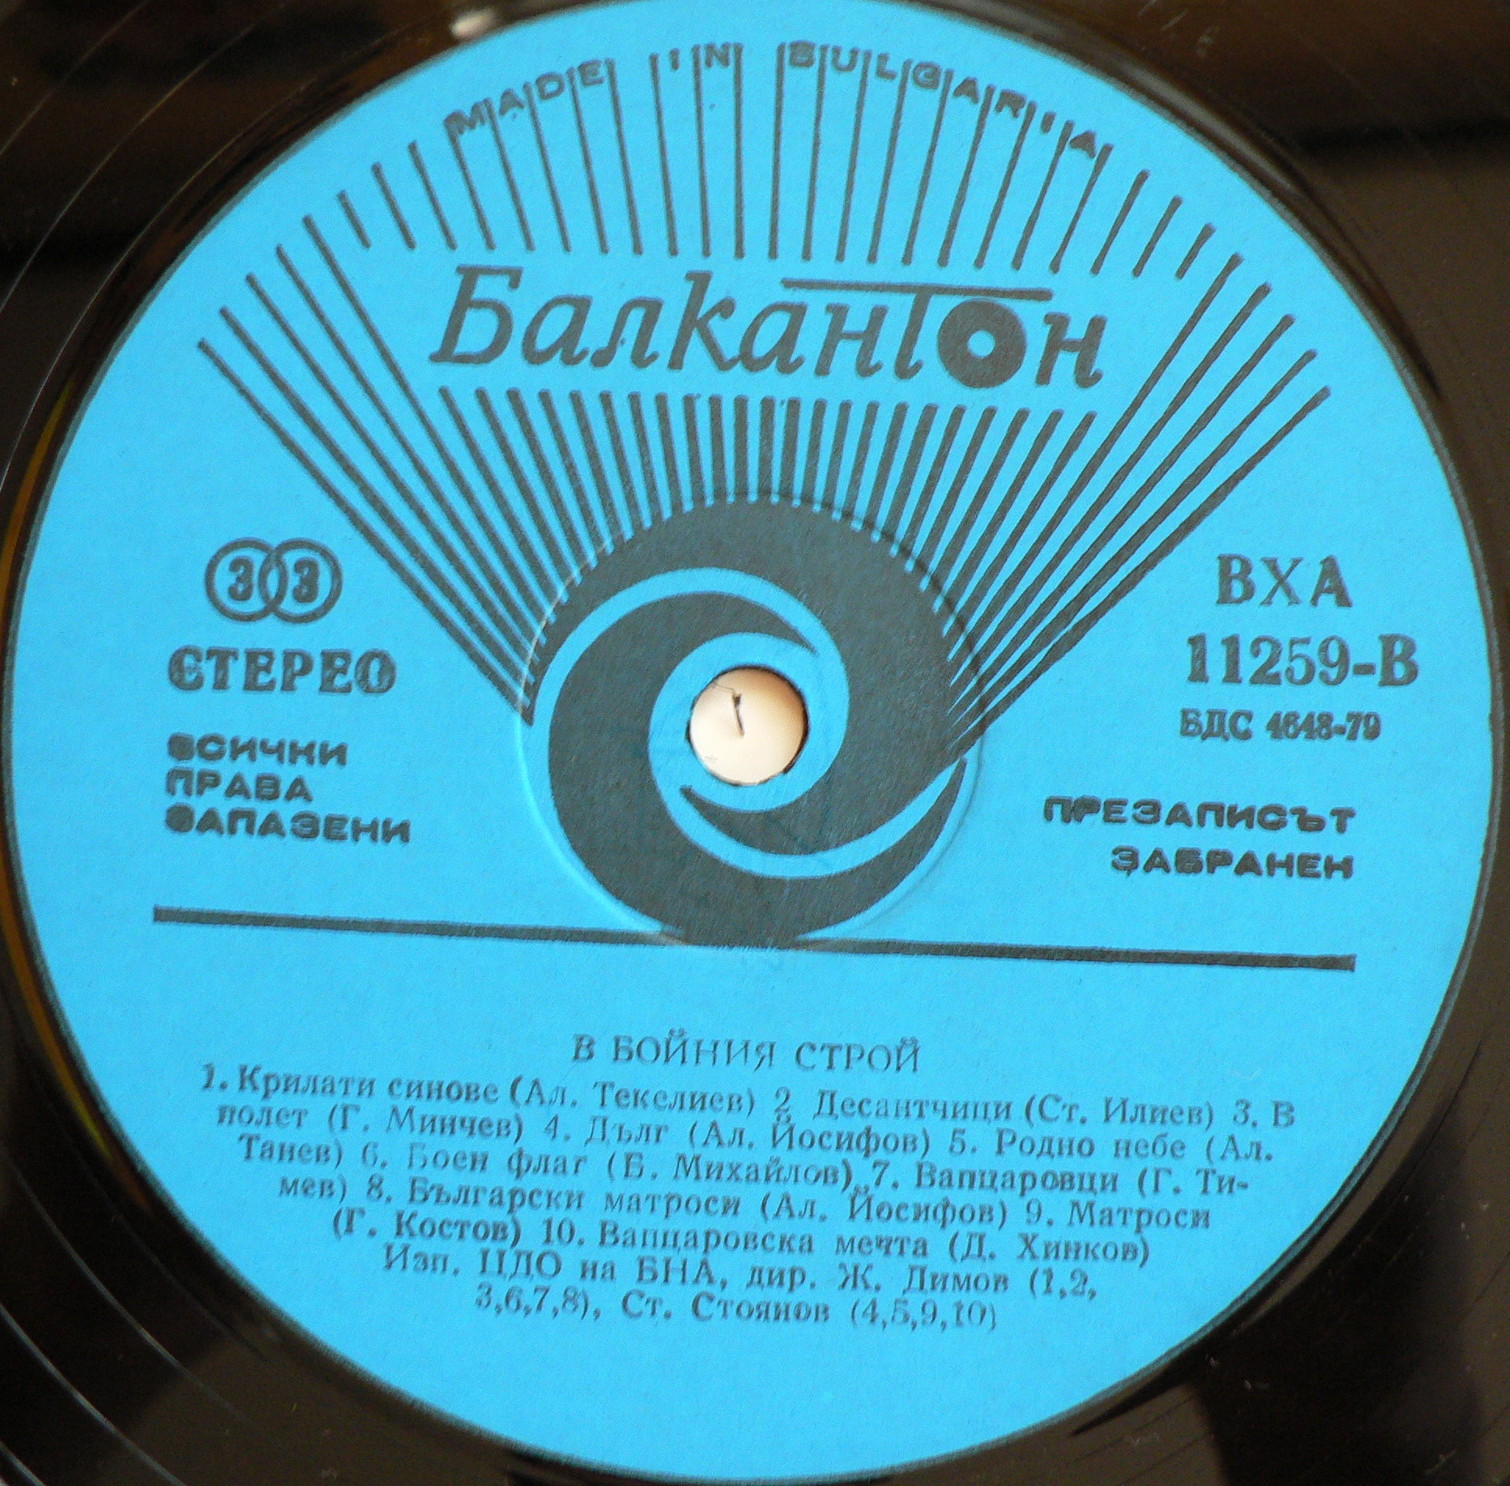 MADE IN BULGARIA
Балкантон
33
СТЕРЕО
ВСИЧКИ
ПРАВА
ЗАПАЗЕНИ
ВХА
11259-В
БДС 4648-79
ПРЕЗАПИСЪТ
ЗАБРАНЕН
В БОЙНИЯ СТРОЙ
1. Крилати синове (Ал. Текелиев) 2. Десантчици (Ст. Илиев) 3. В
полет (Г. Минчев) 4. Дълг (Ал. Йосифов) 5. Родно небе (Ал.
Танев) 6. Боен флаг (Б. Михайлов), 7. Вапцаровци (Г. Ти-
мев) 8. Български матроси (Ал. Йосифов) 9. Матроси
(Г. Костов) 10. Вапцаровска мечта (Д. Хинков)
Изп. ЦДО на БНА, дир. Ж. Димов (1,2,
3,6,7,8), Ст. Стоянов (4,5,9,10)